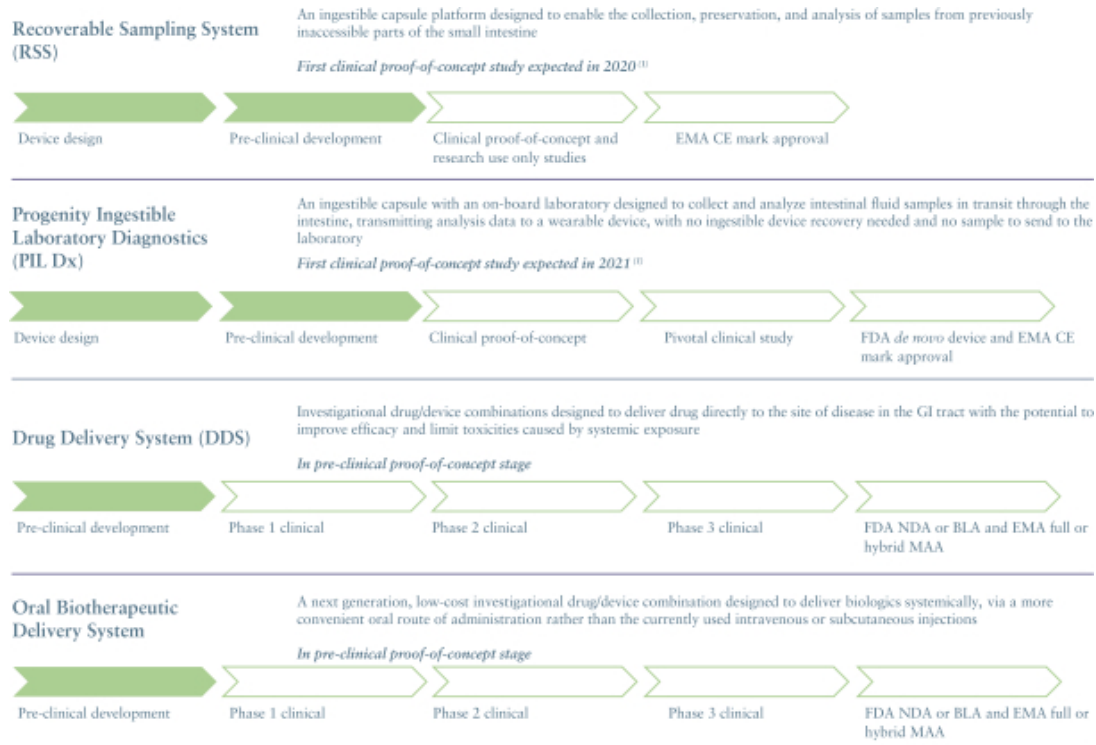 Recoverable Sampling System
(RSS)
An ingestible capsule platform designed to enable the collection, preservation, and analysis of samples from previously
inaccessible parts of the small intestine
First clinical proof-of-concept study expected in 2020 (1)
Device design
Pre-clinical development
Clinical proof-of-concept and
research use only studies
EMA CE mark approval
Progenity Ingestible
Laboratory Diagnostics
(PIL Dx)
An ingestible capsule with an on-board laboratory designed to collect and analyze intestinal fluid samples in transit through the
intestine, transmitting analysis data to a wearable device, with no ingestible device recovery needed and no sample to send to the
laboratory
First clinical proof-of-concept study expected in 2021 (1)
Device design
Pre-clinical development
Clinical proof-of-concept
Pivotal clinical study
FDA de novo device and EMA CE
mark approval
Drug Delivery System (DDS)
Investigational drug/device combinations designed to deliver drug directly to the site of disease in the GI tract with the potential to
improve efficacy and limit toxicities caused by systemic exposure
In pre-clinical proof-of-concept stage
Pre-clinical development
Phase 1 clinical
Phase 2 clinical
Phase 3 clinical
FDA NDA or BLA and EMA full or
hybrid MAA
Oral Biotherapeutic
Delivery System
A next generation, low-cost investigational drug/device combination designed to deliver biologics systemically, via a more
convenient oral route of administration rather than the currently used intravenous or subcutaneous injections
In pre-clinical proof-of-concept stage
Pre-clinical development
Phase 1 clinical
Phase 2 clinical
Phase 3 clinical
FDA NDA or BLA and EMA full or
hybrid MAA